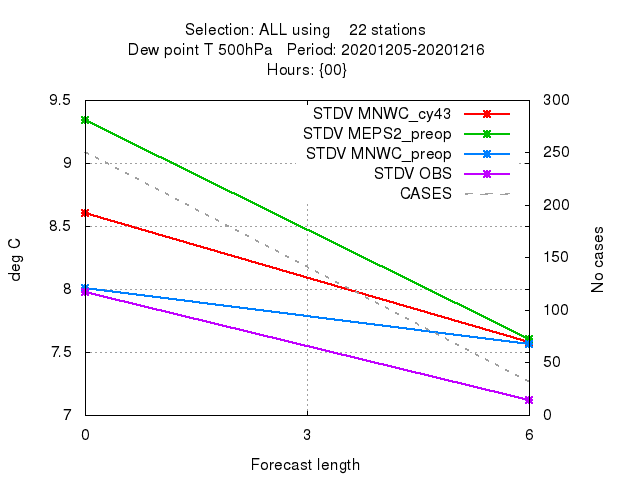 Selection: ALL using 22 stations
Dew point T 500hPa Period: 20201205-20201216
Hours: {00}
9.5
9
8.5
8
7.5
7
300
250
200
150
100
50
0
STDV MNWC_cy43
STDV MEPS2_preop
STDV MNWC_preop
STDV OBS
CASES
deg C
No cases
0 3 6
Forecast length